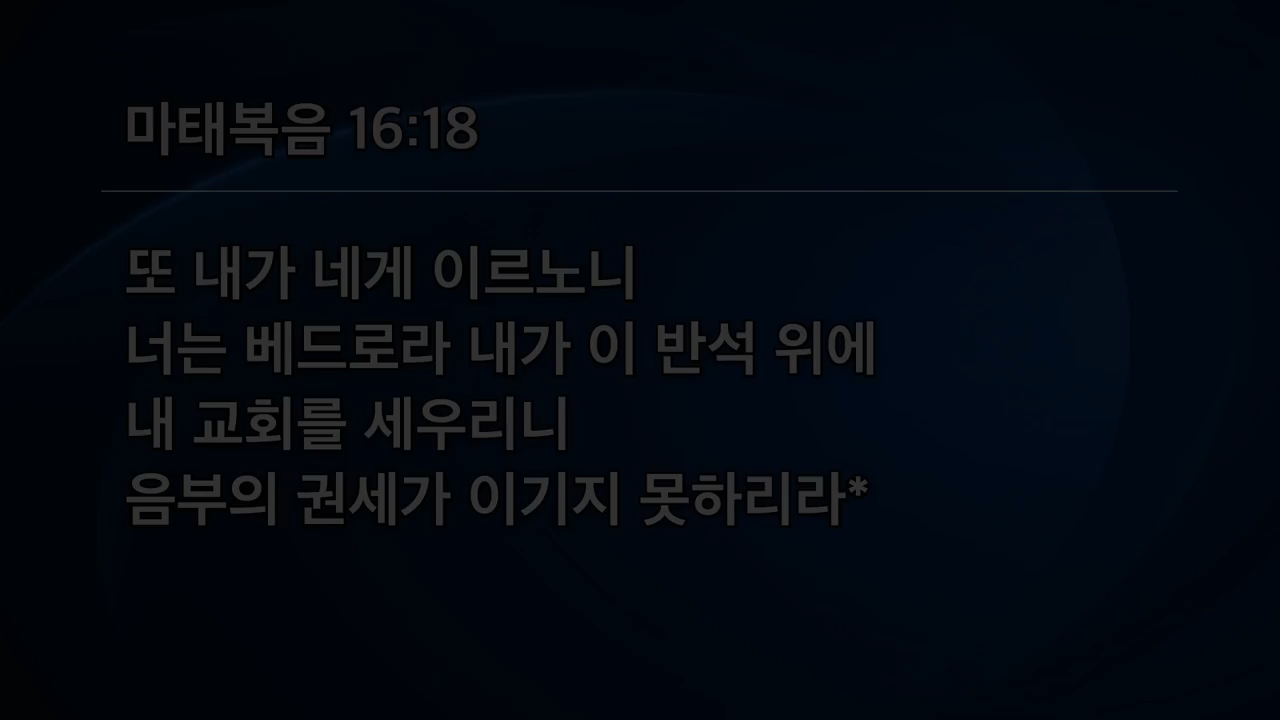 마태복음 16:18
또 내가 네게 이르노니
너는 베드로라 내가 이 반석 위에
내 교회를 세우리니
음부의 권세가 이기지 못하리라*